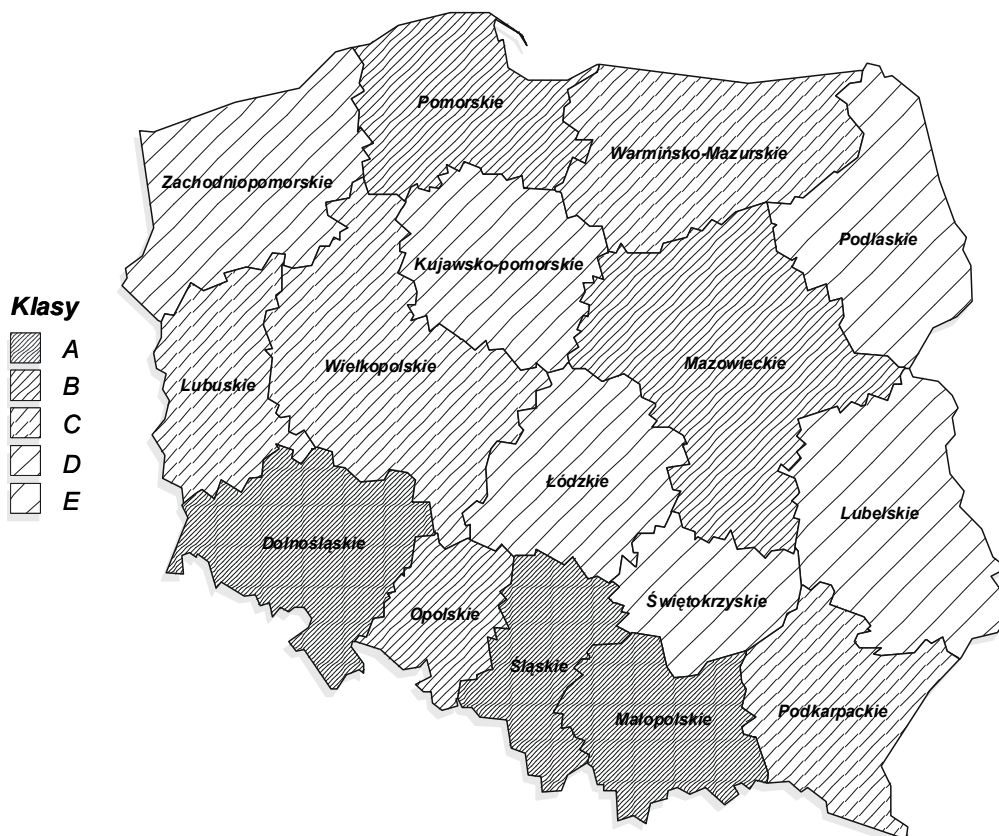 Pomorskie
Warmińsko-Mazurskie
Zachodniopomorskie
Podlaskie
Kujawsko-pomorskie
Klasy
A
B
C
D
E
Mazowieckie
Wielkopolskie
Lubuskie
Łódzkie
Lubelskie
Dolnośląskie
Świętokrzyskie
Opolskie
Śląskie
Podkarpackie
Małopolskie